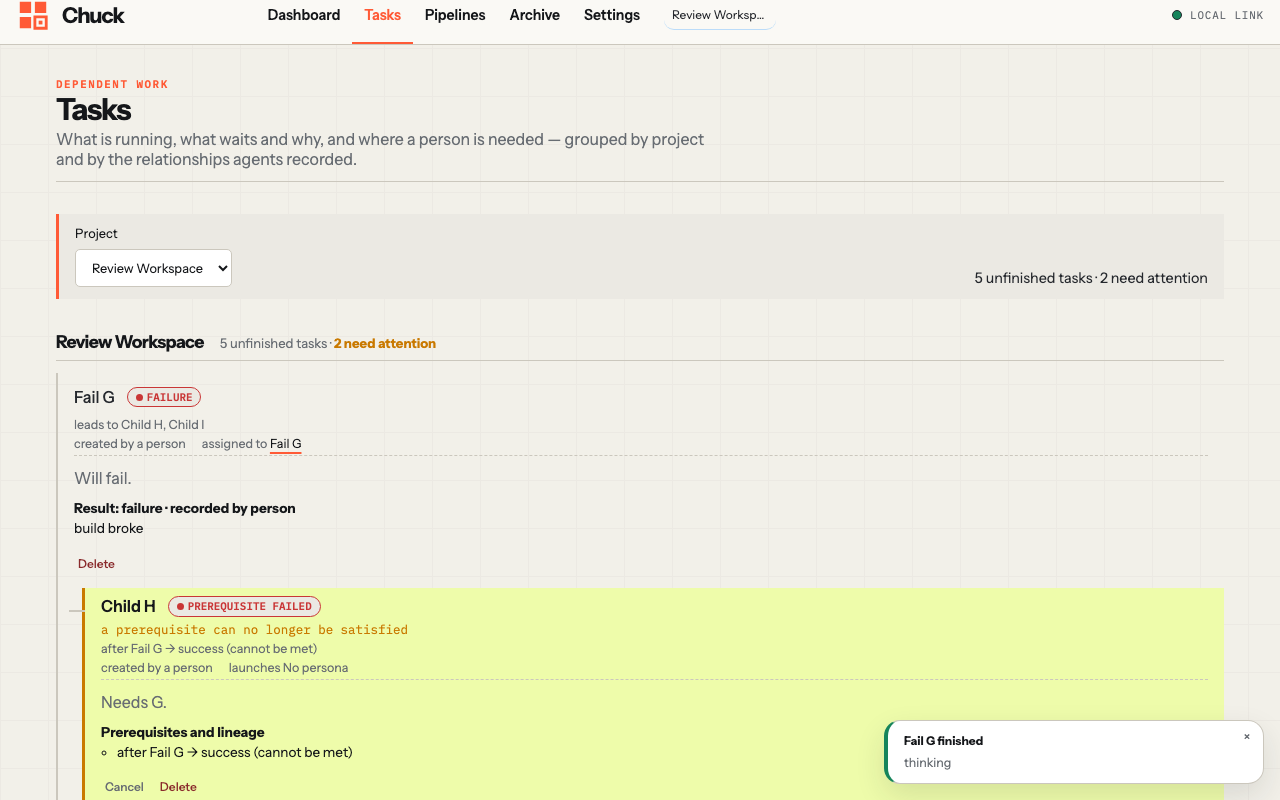 Chuck
Dashboard
Tasks
Pipelines
Archive
Settings
Review Worksp...
LOCAL LINK
DEPENDENT WORK
Tasks
What is running, what waits and why, and where a person is needed — grouped by project
and by the relationships agents recorded.
Project
Review Workspace
5 unfinished tasks · 2 need attention
Review Workspace
5 unfinished tasks · 2 need attention
Fail G
FAILURE
leads to Child H, Child I
created by a person assigned to Fail G
Will fail.
Result: failure · recorded by person
build broke
Delete
Child H
PREREQUISITE FAILED
a prerequisite can no longer be satisfied
after Fail G → success (cannot be met)
created by a person launches No persona
Needs G.
Prerequisites and lineage
after Fail G → success (cannot be met)
Cancel
Delete
Fail G finished
×
thinking